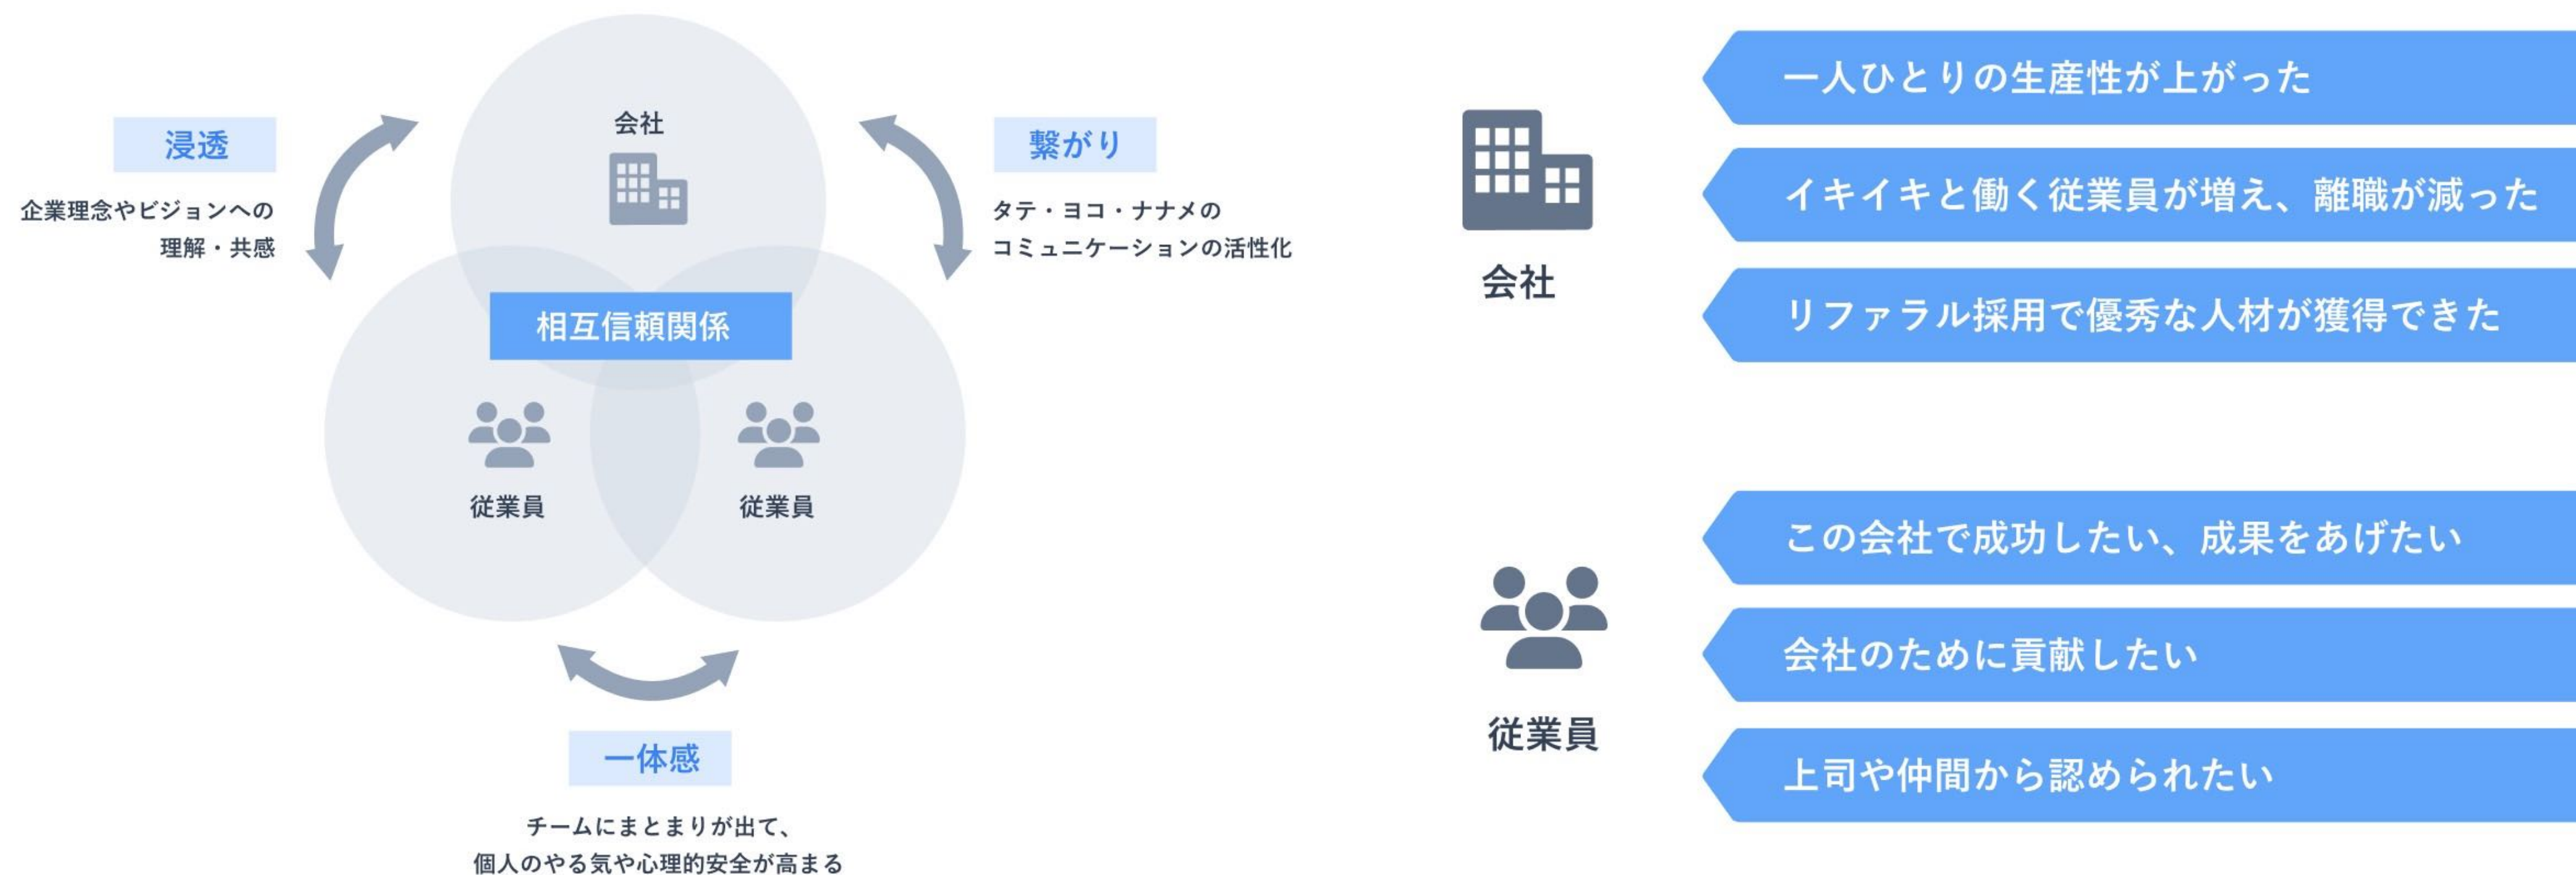 会社
浸透
企業理念やビジョンへの
理解・共感
繋がり
タテ・ヨコ・ナナメの
コミュニケーションの活性化
相互信頼関係
従業員
従業員
一体感
チームにまとまりが出て、
個人のやる気や心理的安全が高まる
会社
一人ひとりの生産性が上がった
イキイキと働く従業員が増え、離職が減った
リファラル採用で優秀な人材が獲得できた
従業員
この会社で成功したい、成果をあげたい
会社のために貢献したい
上司や仲間から認められたい